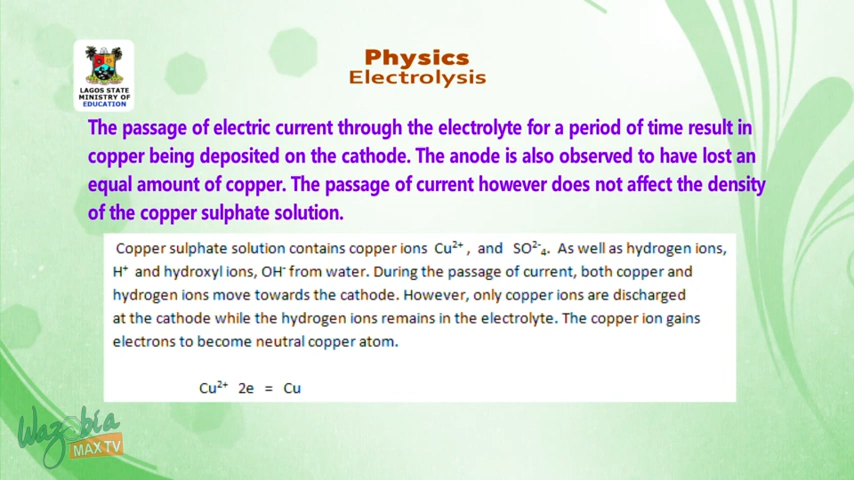 Physics
Electrolysis
LAGOS STATE
MINISTRY OF
EDUCATION
The passage of electric current through the electrolyte for a period of time result in
copper being deposited on the cathode. The anode is also observed to have lost an
equal amount of copper. The passage of current however does not affect the density
of the copper sulphate solution.
Copper sulphate solution contains copper ions Cu²⁺, and SO²⁻₄. As well as hydrogen ions,
H⁺ and hydroxyl ions, OH⁻ from water. During the passage of current, both copper and
hydrogen ions move towards the cathode. However, only copper ions are discharged
at the cathode while the hydrogen ions remains in the electrolyte. The copper ion gains
electrons to become neutral copper atom.
Cu²⁺ 2e = Cu
Wazobia
MAX TV